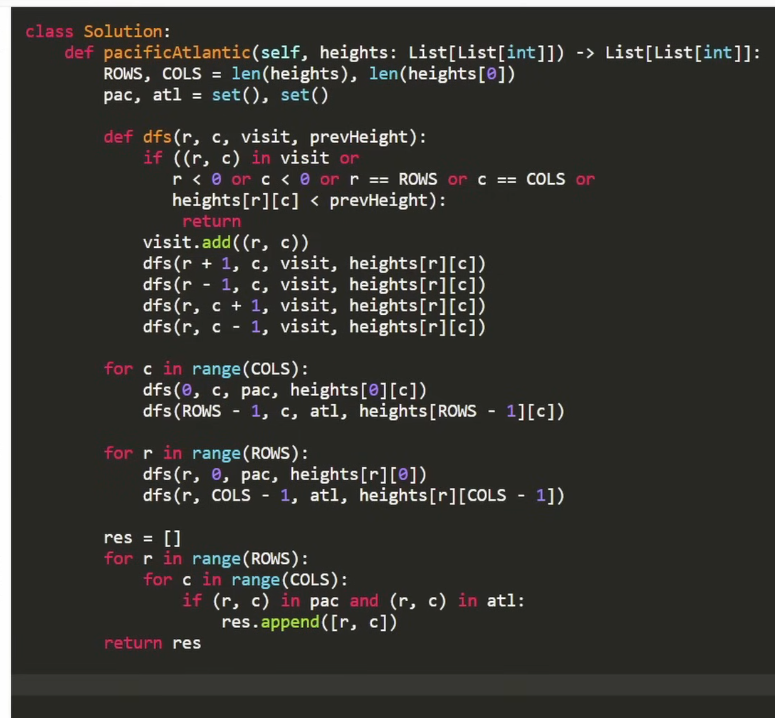 class Solution:
    def pacificAtlantic(self, heights: List[List[int]]) -> List[List[int]]:
        ROWS, COLS = len(heights), len(heights[0])
        pac, atl = set(), set()

        def dfs(r, c, visit, prevHeight):
            if ((r, c) in visit or
               r < 0 or c < 0 or r == ROWS or c == COLS or
               heights[r][c] < prevHeight):
                return
            visit.add((r, c))
            dfs(r + 1, c, visit, heights[r][c])
            dfs(r - 1, c, visit, heights[r][c])
            dfs(r, c + 1, visit, heights[r][c])
            dfs(r, c - 1, visit, heights[r][c])

        for c in range(COLS):
            dfs(0, c, pac, heights[0][c])
            dfs(ROWS - 1, c, atl, heights[ROWS - 1][c])

        for r in range(ROWS):
            dfs(r, 0, pac, heights[r][0])
            dfs(r, COLS - 1, atl, heights[r][COLS - 1])

        res = []
        for r in range(ROWS):
            for c in range(COLS):
                if (r, c) in pac and (r, c) in atl:
                    res.append([r, c])
        return res